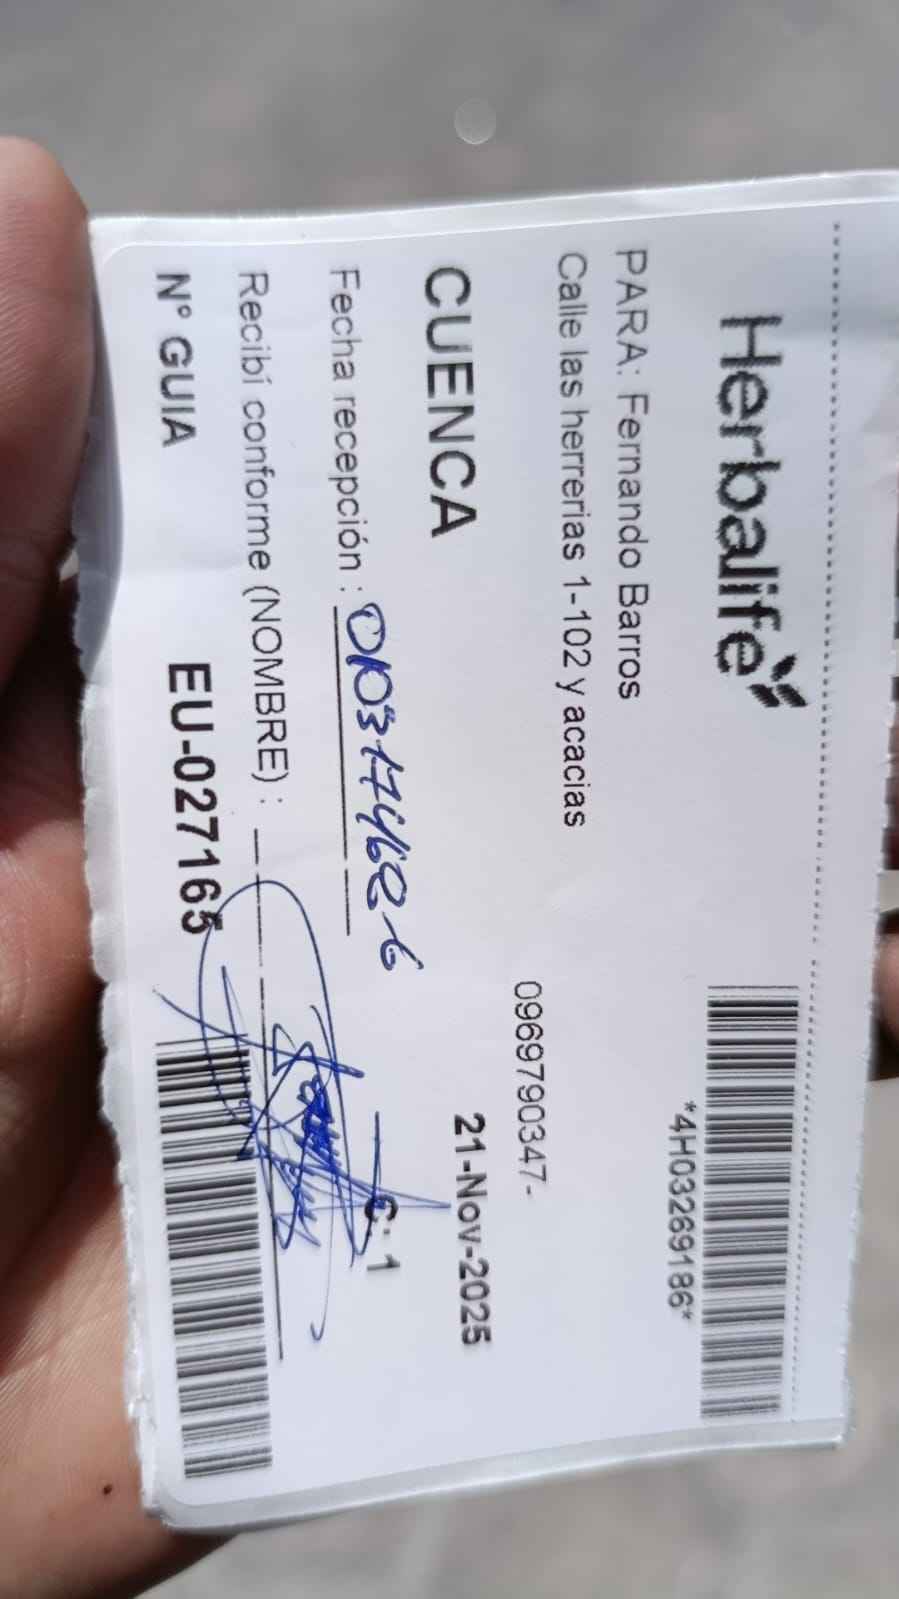 Herbalife
*4H03269186*
PARA: Fernando Barros
Calle las herrerias 1-102 y acacias
0969790347-
CUENCA 21-Nov-2025
Fecha recepción : C: 1
Recibí conforme (NOMBRE) :
N° GUIA EU-027165